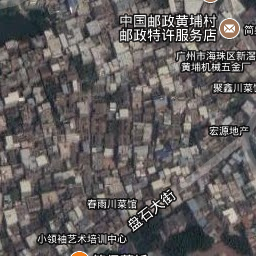 中国邮政黄埔村
邮政特许服务店
广州市海珠区新滘
黄埔机械五金厂
聚鑫川菜馆
宏源地产
春雨川菜馆
盘石大街
小领袖艺术培训中心